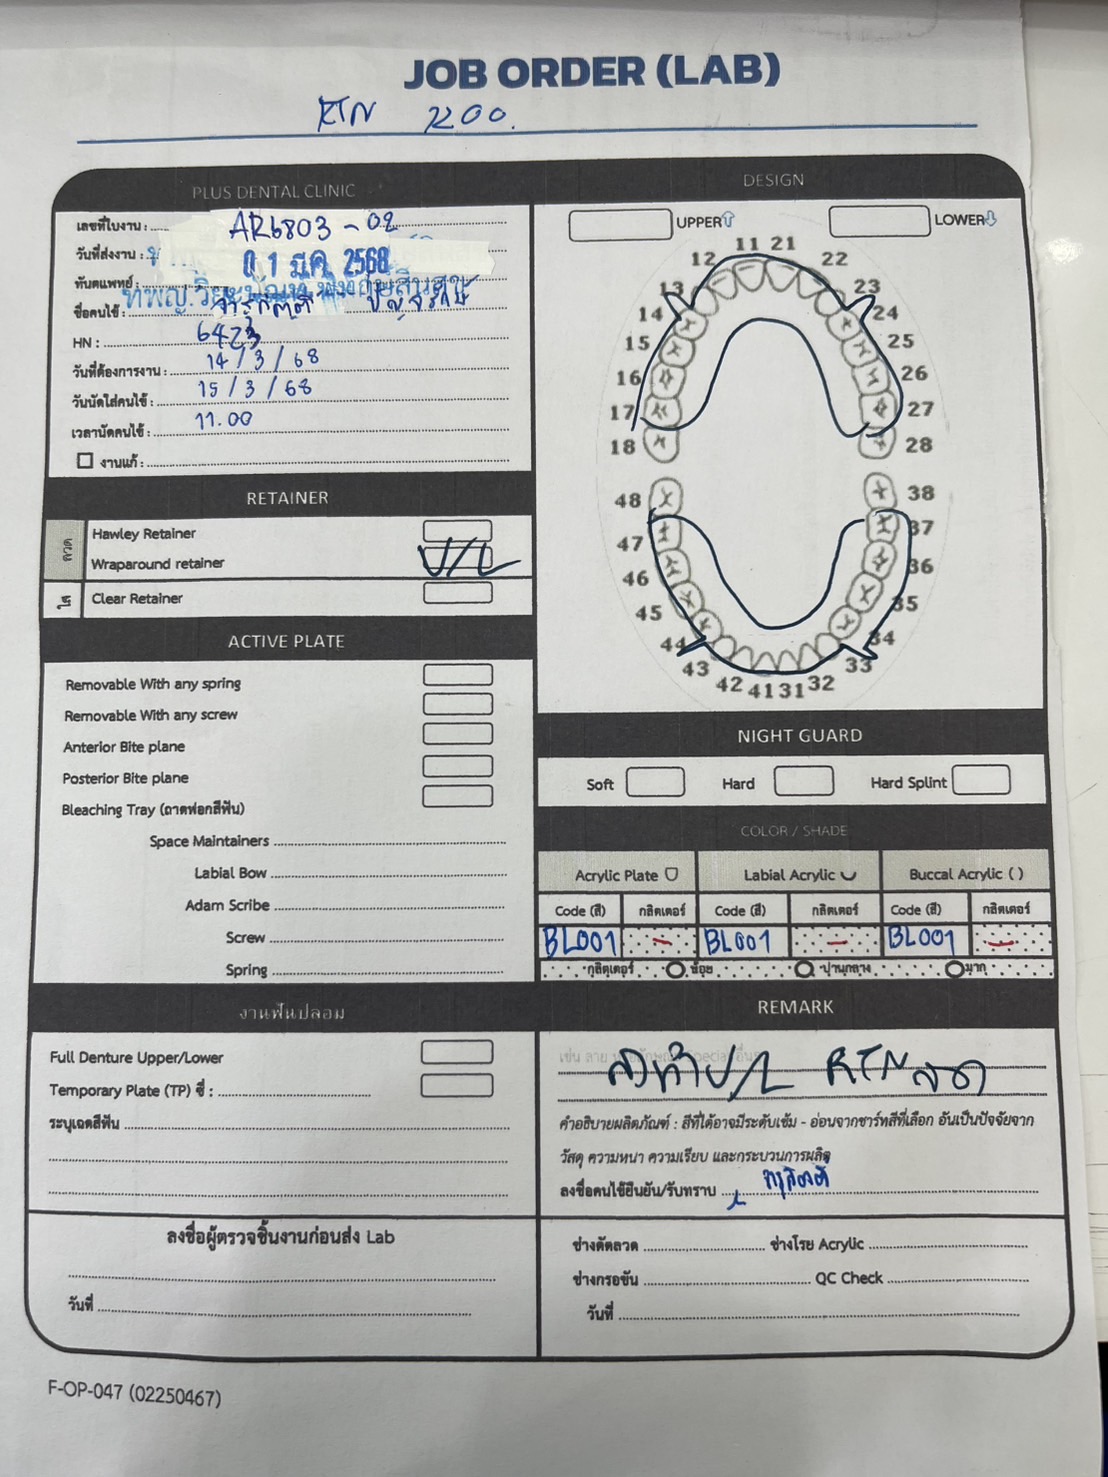 JOB ORDER (LAB)
RTN 1200.
PLUS DENTAL CLINIC
เลขที่ใบงาน : AR6803 - 02
วันที่ส่งงาน : 0 1 มี.ค. 2568
ทันตแพทย์ : ทพญ.
ชื่อคนไข้ :
HN : 6423
วันที่ต้องการงาน : 14 / 3 / 68
วันนัดใส่คนไข้ : 15 / 3 / 68
เวลานัดคนไข้ : 11.00
งานแก้ :
DESIGN
UPPER
LOWER
11 21
12 22
13 23
14 24
15 25
16 26
17 27
18 28
48 38
47 37
46 36
45 35
44 34
43 33
42 41 31 32
RETAINER
ลวด
Hawley Retainer
Wraparound retainer U/L
ใส
Clear Retainer
ACTIVE PLATE
Removable With any spring
Removable With any screw
Anterior Bite plane
Posterior Bite plane
Bleaching Tray (ถาดฟอกสีฟัน)
Space Maintainers
Labial Bow
Adam Scribe
Screw
Spring
NIGHT GUARD
Soft Hard Hard Splint
COLOR / SHADE
Acrylic Plate Labial Acrylic Buccal Acrylic ( )
Code (สี) กลิตเตอร์ Code (สี) กลิตเตอร์ Code (สี) กลิตเตอร์
BL001 - BL001 - BL001 -
กลิตเตอร์ น้อย ปานกลาง มาก
งานฟันปลอม
Full Denture Upper/Lower
Temporary Plate (TP) ซี่ :
ระบุเฉดสีฟัน
REMARK
U/L RTN ลวด
คำอธิบายผลิตภัณฑ์ : สีที่ได้อาจมีระดับเข้ม - อ่อนจากชาร์ทสีที่เลือก อันเป็นปัจจัยจาก
วัสดุ ความหนา ความเรียบ และกระบวนการผลิต
ลงชื่อคนไข้ยืนยัน/รับทราบ
ลงชื่อผู้ตรวจชิ้นงานก่อนส่ง Lab
วันที่
ช่างดัดลวด ช่างโรย Acrylic
ช่างกรอขัน QC Check
วันที่
F-OP-047 (02250467)